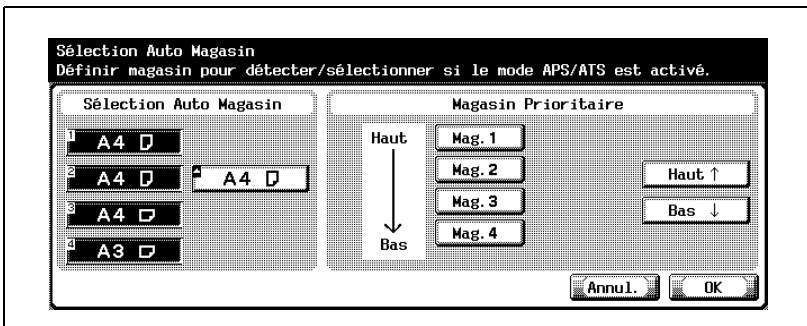 Sélection Auto Magasin
Définir magasin pour détecter/sélectionner si le mode APS/ATS est activé.
Sélection Auto Magasin
1 A4
2 A4
A4
3 A4
4 A3
Magasin Prioritaire
Haut
Bas
Mag.1
Mag.2
Mag.3
Mag.4
Haut ↑
Bas ↓
Annul.
OK